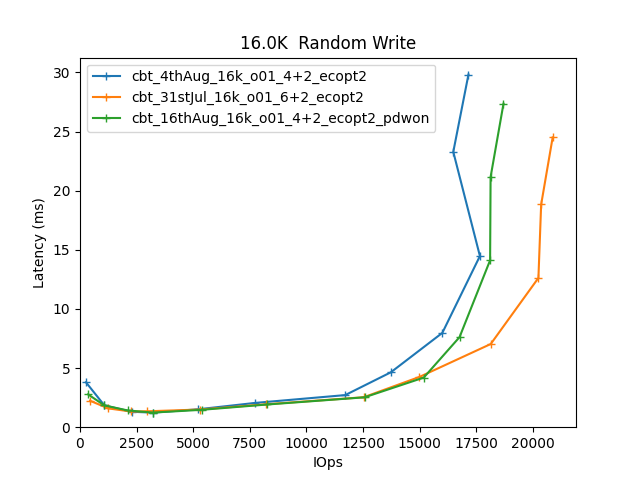 16.0K  Random Write
cbt_4thAug_16k_o01_4+2_ecopt2
cbt_31stJul_16k_o01_6+2_ecopt2
cbt_16thAug_16k_o01_4+2_ecopt2_pdwon
Latency (ms)
30
25
20
15
10
5
0
0 2500 5000 7500 10000 12500 15000 17500 20000
IOps